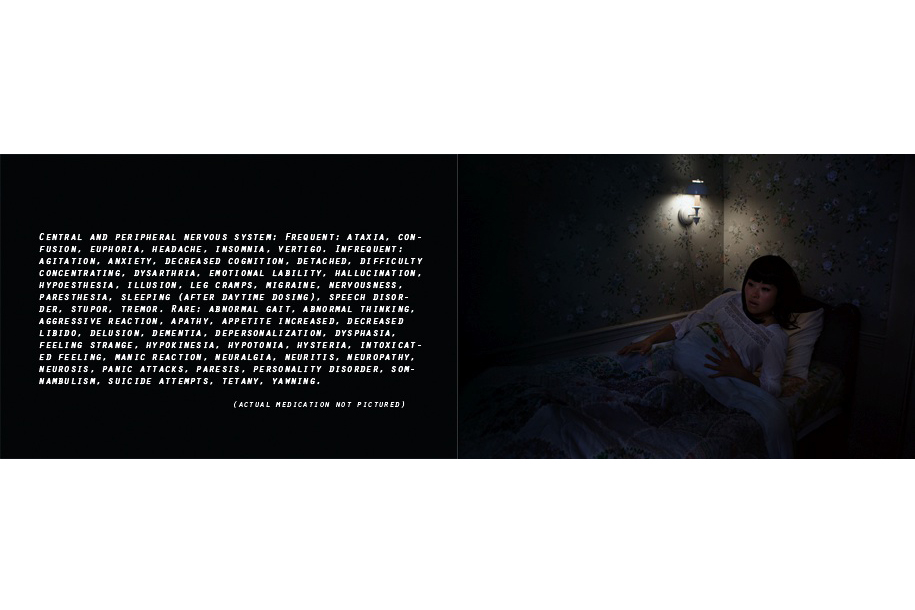 CENTRAL AND PERIPHERAL NERVOUS SYSTEM: FREQUENT: ATAXIA, CON-
FUSION, EUPHORIA, HEADACHE, INSOMNIA, VERTIGO. INFREQUENT:
AGITATION, ANXIETY, DECREASED COGNITION, DETACHED, DIFFICULTY
CONCENTRATING, DYSARTHRIA, EMOTIONAL LABILITY, HALLUCINATION,
HYPOESTHESIA, ILLUSION, LEG CRAMPS, MIGRAINE, NERVOUSNESS,
PARESTHESIA, SLEEPING (AFTER DAYTIME DOSING), SPEECH DISOR-
DER, STUPOR, TREMOR. RARE: ABNORMAL GAIT, ABNORMAL THINKING,
AGGRESSIVE REACTION, APATHY, APPETITE INCREASED, DECREASED
LIBIDO, DELUSION, DEMENTIA, DEPERSONALIZATION, DYSPHASIA,
FEELING STRANGE, HYPOKINESIA, HYPOTONIA, HYSTERIA, INTOXICAT-
ED FEELING, MANIC REACTION, NEURALGIA, NEURITIS, NEUROPATHY,
NEUROSIS, PANIC ATTACKS, PARESIS, PERSONALITY DISORDER, SOM-
NAMBULISM, SUICIDE ATTEMPTS, TETANY, YAWNING.
(ACTUAL MEDICATION NOT PICTURED)